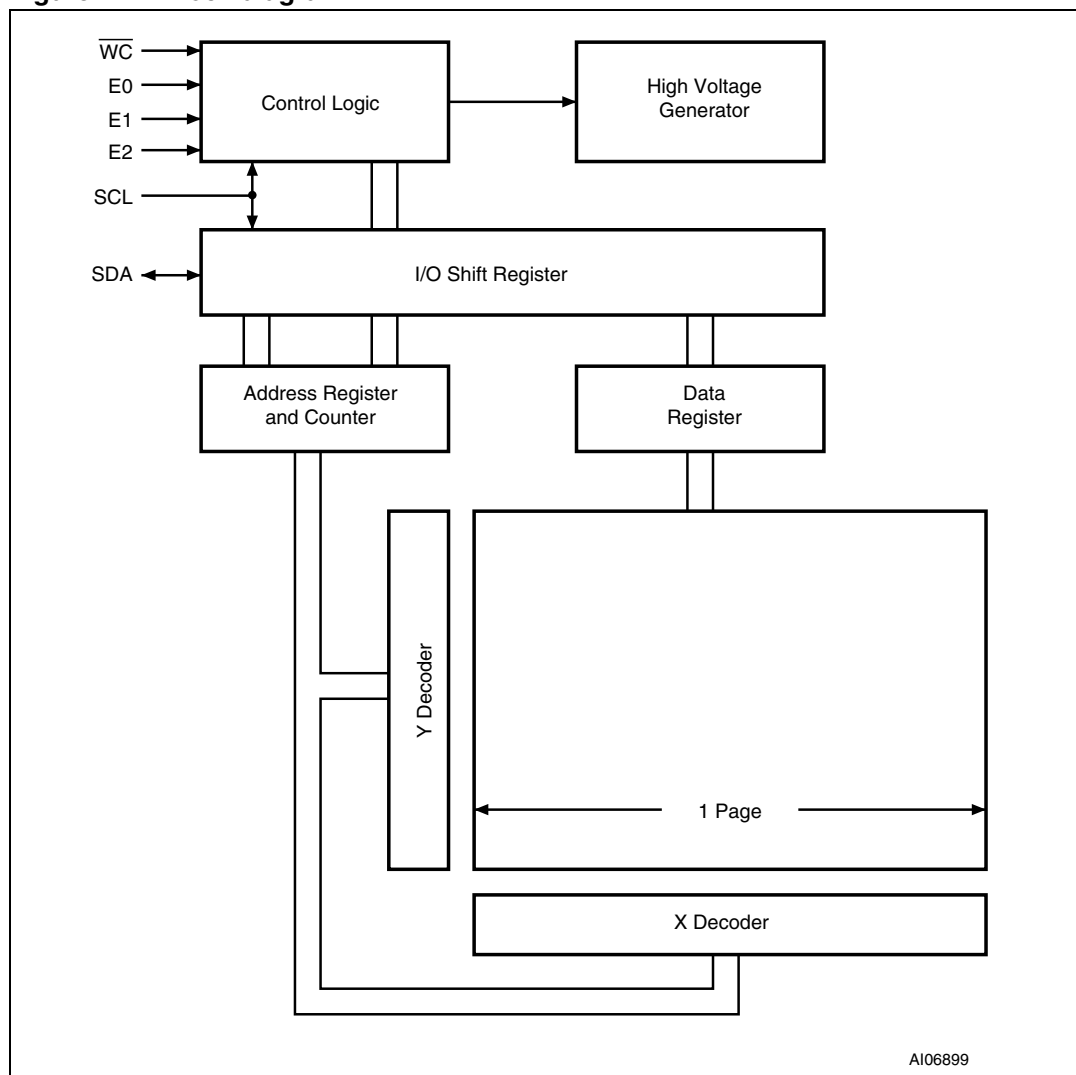 WC
E0
E1
E2
SCL
SDA
Control Logic
High Voltage
Generator
I/O Shift Register
Address Register
and Counter
Data
Register
Y Decoder
1 Page
X Decoder
AI06899